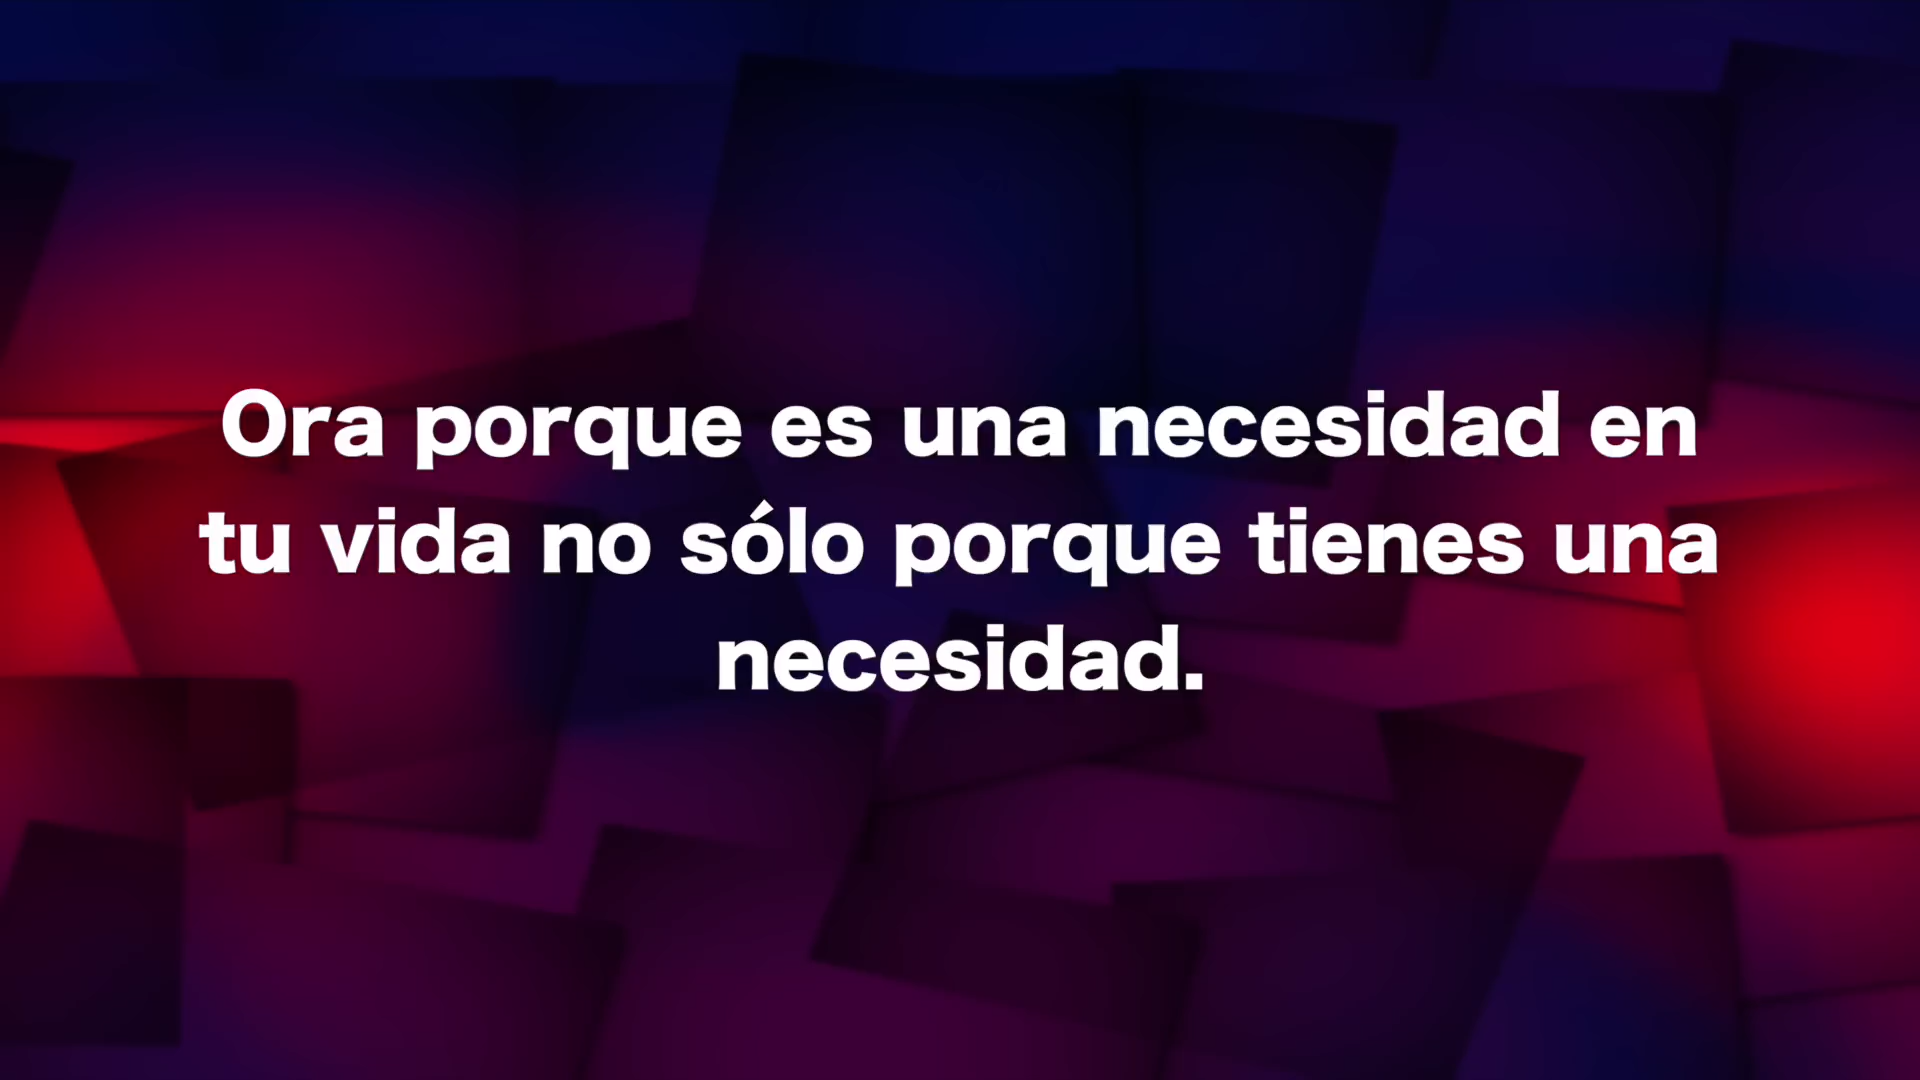 Ora porque es una necesidad en
tu vida no sólo porque tienes una
necesidad.